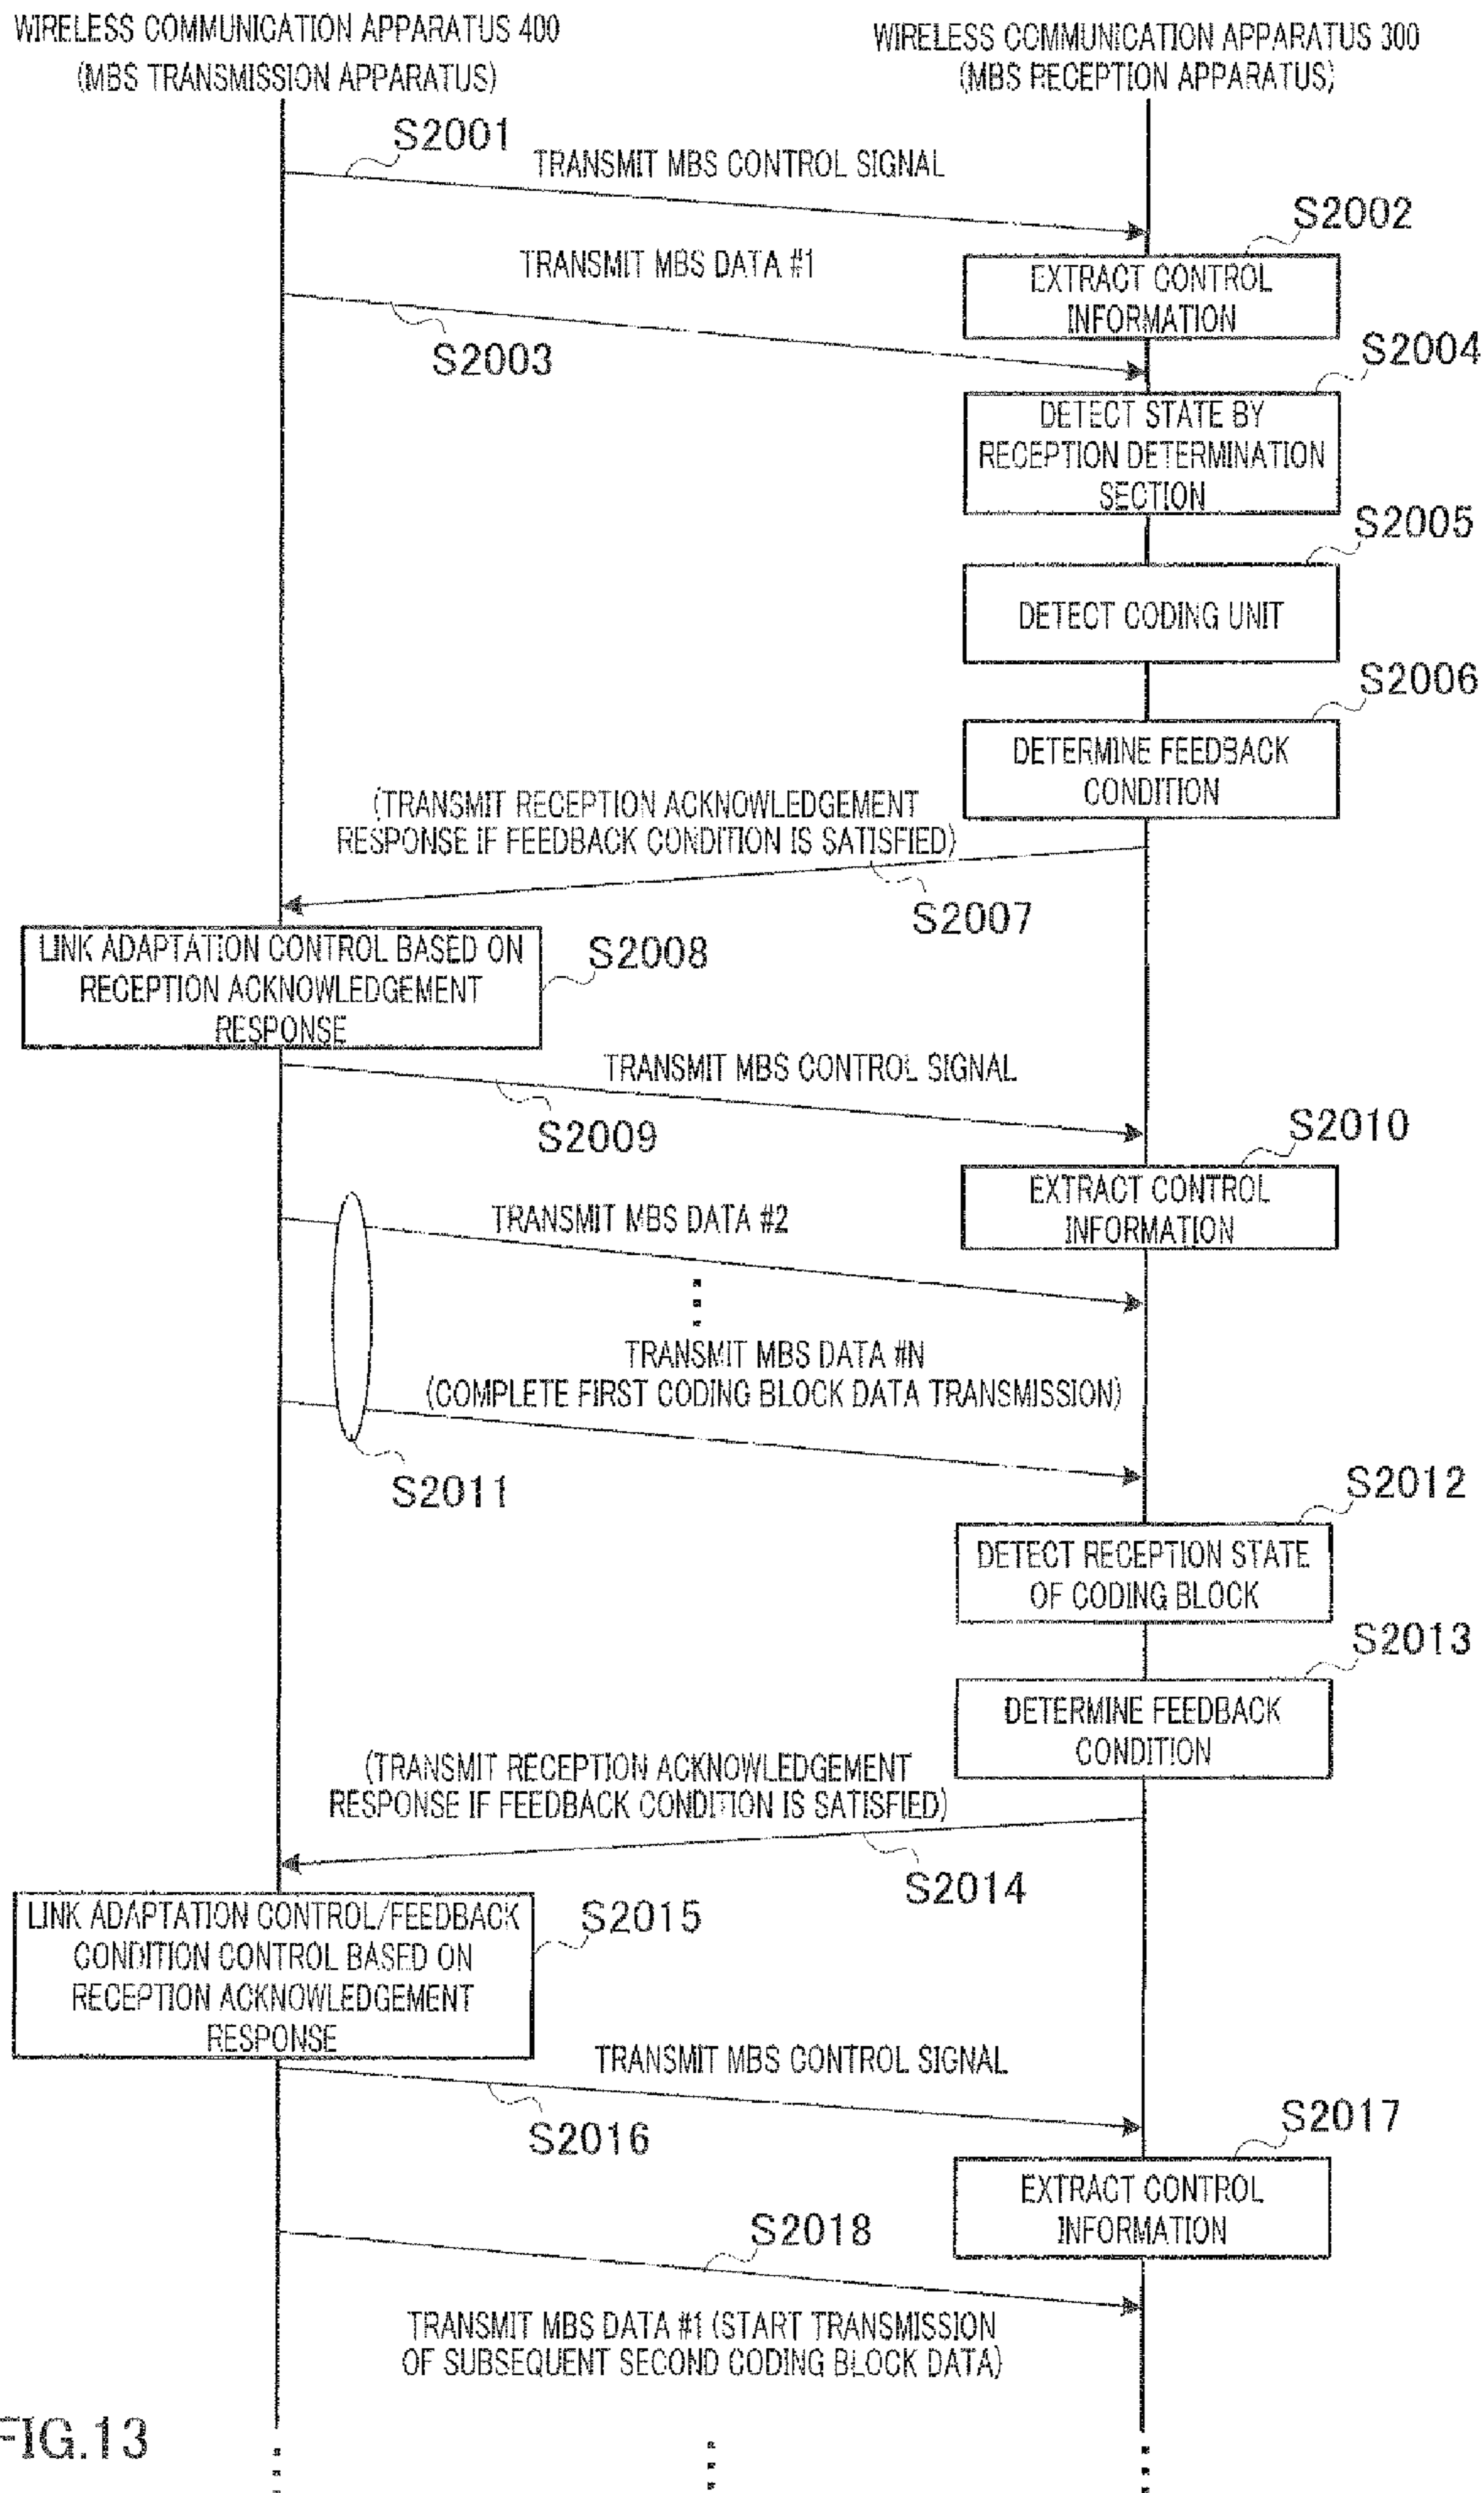 WIRELESS COMMUNICATION APPARATUS 400
(MBS TRANSMISSION APPARATUS)
WIRELESS COMMUNICATION APPARATUS 300
(MBS RECEPTION APPARATUS)
S2001
TRANSMIT MBS CONTROL SIGNAL
S2002
EXTRACT CONTROL
INFORMATION
TRANSMIT MBS DATA #1
S2003
S2004
DETECT STATE BY
RECEPTION DETERMINATION
SECTION
S2005
DETECT CODING UNIT
S2006
DETERMINE FEEDBACK
CONDITION
(TRANSMIT RECEPTION ACKNOWLEDGEMENT
RESPONSE IF FEEDBACK CONDITION IS SATISFIED)
S2007
LINK ADAPTATION CONTROL BASED ON
RECEPTION ACKNOWLEDGEMENT
RESPONSE
S2008
TRANSMIT MBS CONTROL SIGNAL
S2009
S2010
EXTRACT CONTROL
INFORMATION
TRANSMIT MBS DATA #2
TRANSMIT MBS DATA #N
(COMPLETE FIRST CODING BLOCK DATA TRANSMISSION)
S2011
S2012
DETECT RECEPTION STATE
OF CODING BLOCK
S2013
DETERMINE FEEDBACK
CONDITION
(TRANSMIT RECEPTION ACKNOWLEDGEMENT
RESPONSE IF FEEDBACK CONDITION IS SATISFIED)
S2014
LINK ADAPTATION CONTROL/FEEDBACK
CONDITION CONTROL BASED ON
RECEPTION ACKNOWLEDGEMENT
RESPONSE
S2015
TRANSMIT MBS CONTROL SIGNAL
S2016
S2017
EXTRACT CONTROL
INFORMATION
S2018
TRANSMIT MBS DATA #1 (START TRANSMISSION
OF SUBSEQUENT SECOND CODING BLOCK DATA)
FIG.13